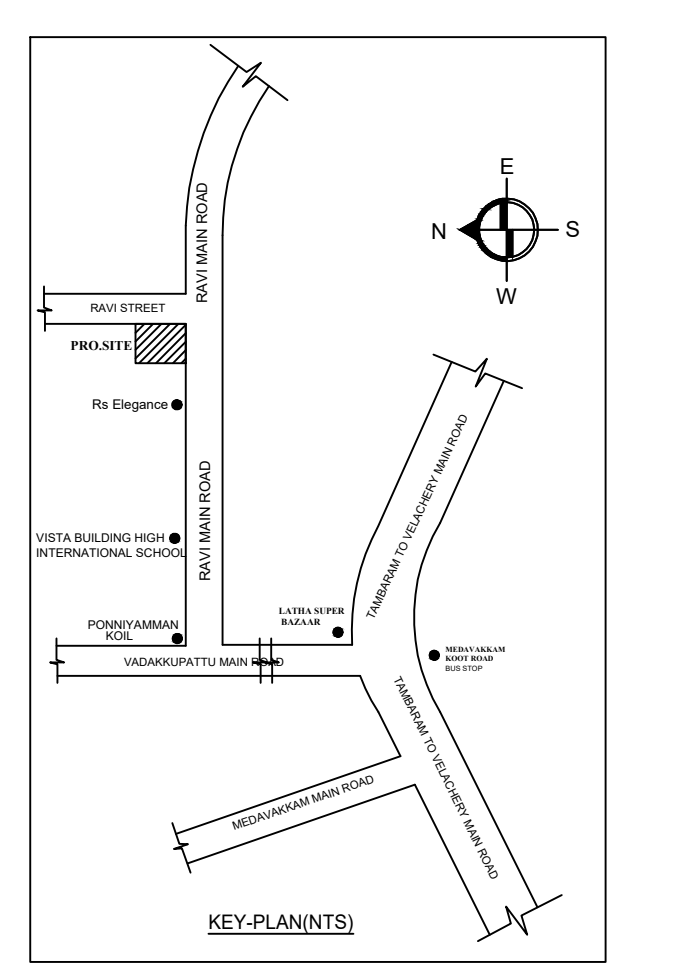 E
N
S
W
RAVI MAIN ROAD
RAVI STREET
PRO.SITE
Rs Elegance
RAVI MAIN ROAD
TAMBARAM TO VELACHERY MAIN ROAD
VISTA BUILDING HIGH
INTERNATIONAL SCHOOL
LATHA SUPER
BAZAAR
PONNIYAMMAN
KOIL
VADAKKUPATTU MAIN ROAD
MEDAVAKKAM
KOOT ROAD
BUS STOP
TAMBARAM TO VELACHERY MAIN ROAD
MEDAVAKKAM MAIN ROAD
KEY-PLAN(NTS)